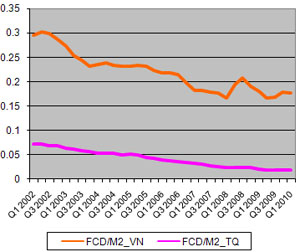 0.35
0.3
0.25
0.2
0.15
0.1
0.05
0
Q1 2002
Q3 2002
Q1 2003
Q3 2003
Q1 2004
Q3 2004
Q1 2005
Q3 2005
Q1 2006
Q3 2006
Q1 2007
Q3 2007
Q1 2008
Q3 2008
Q1 2009
Q3 2009
Q1 2010
FCD/M2_VN FCD/M2_TQ